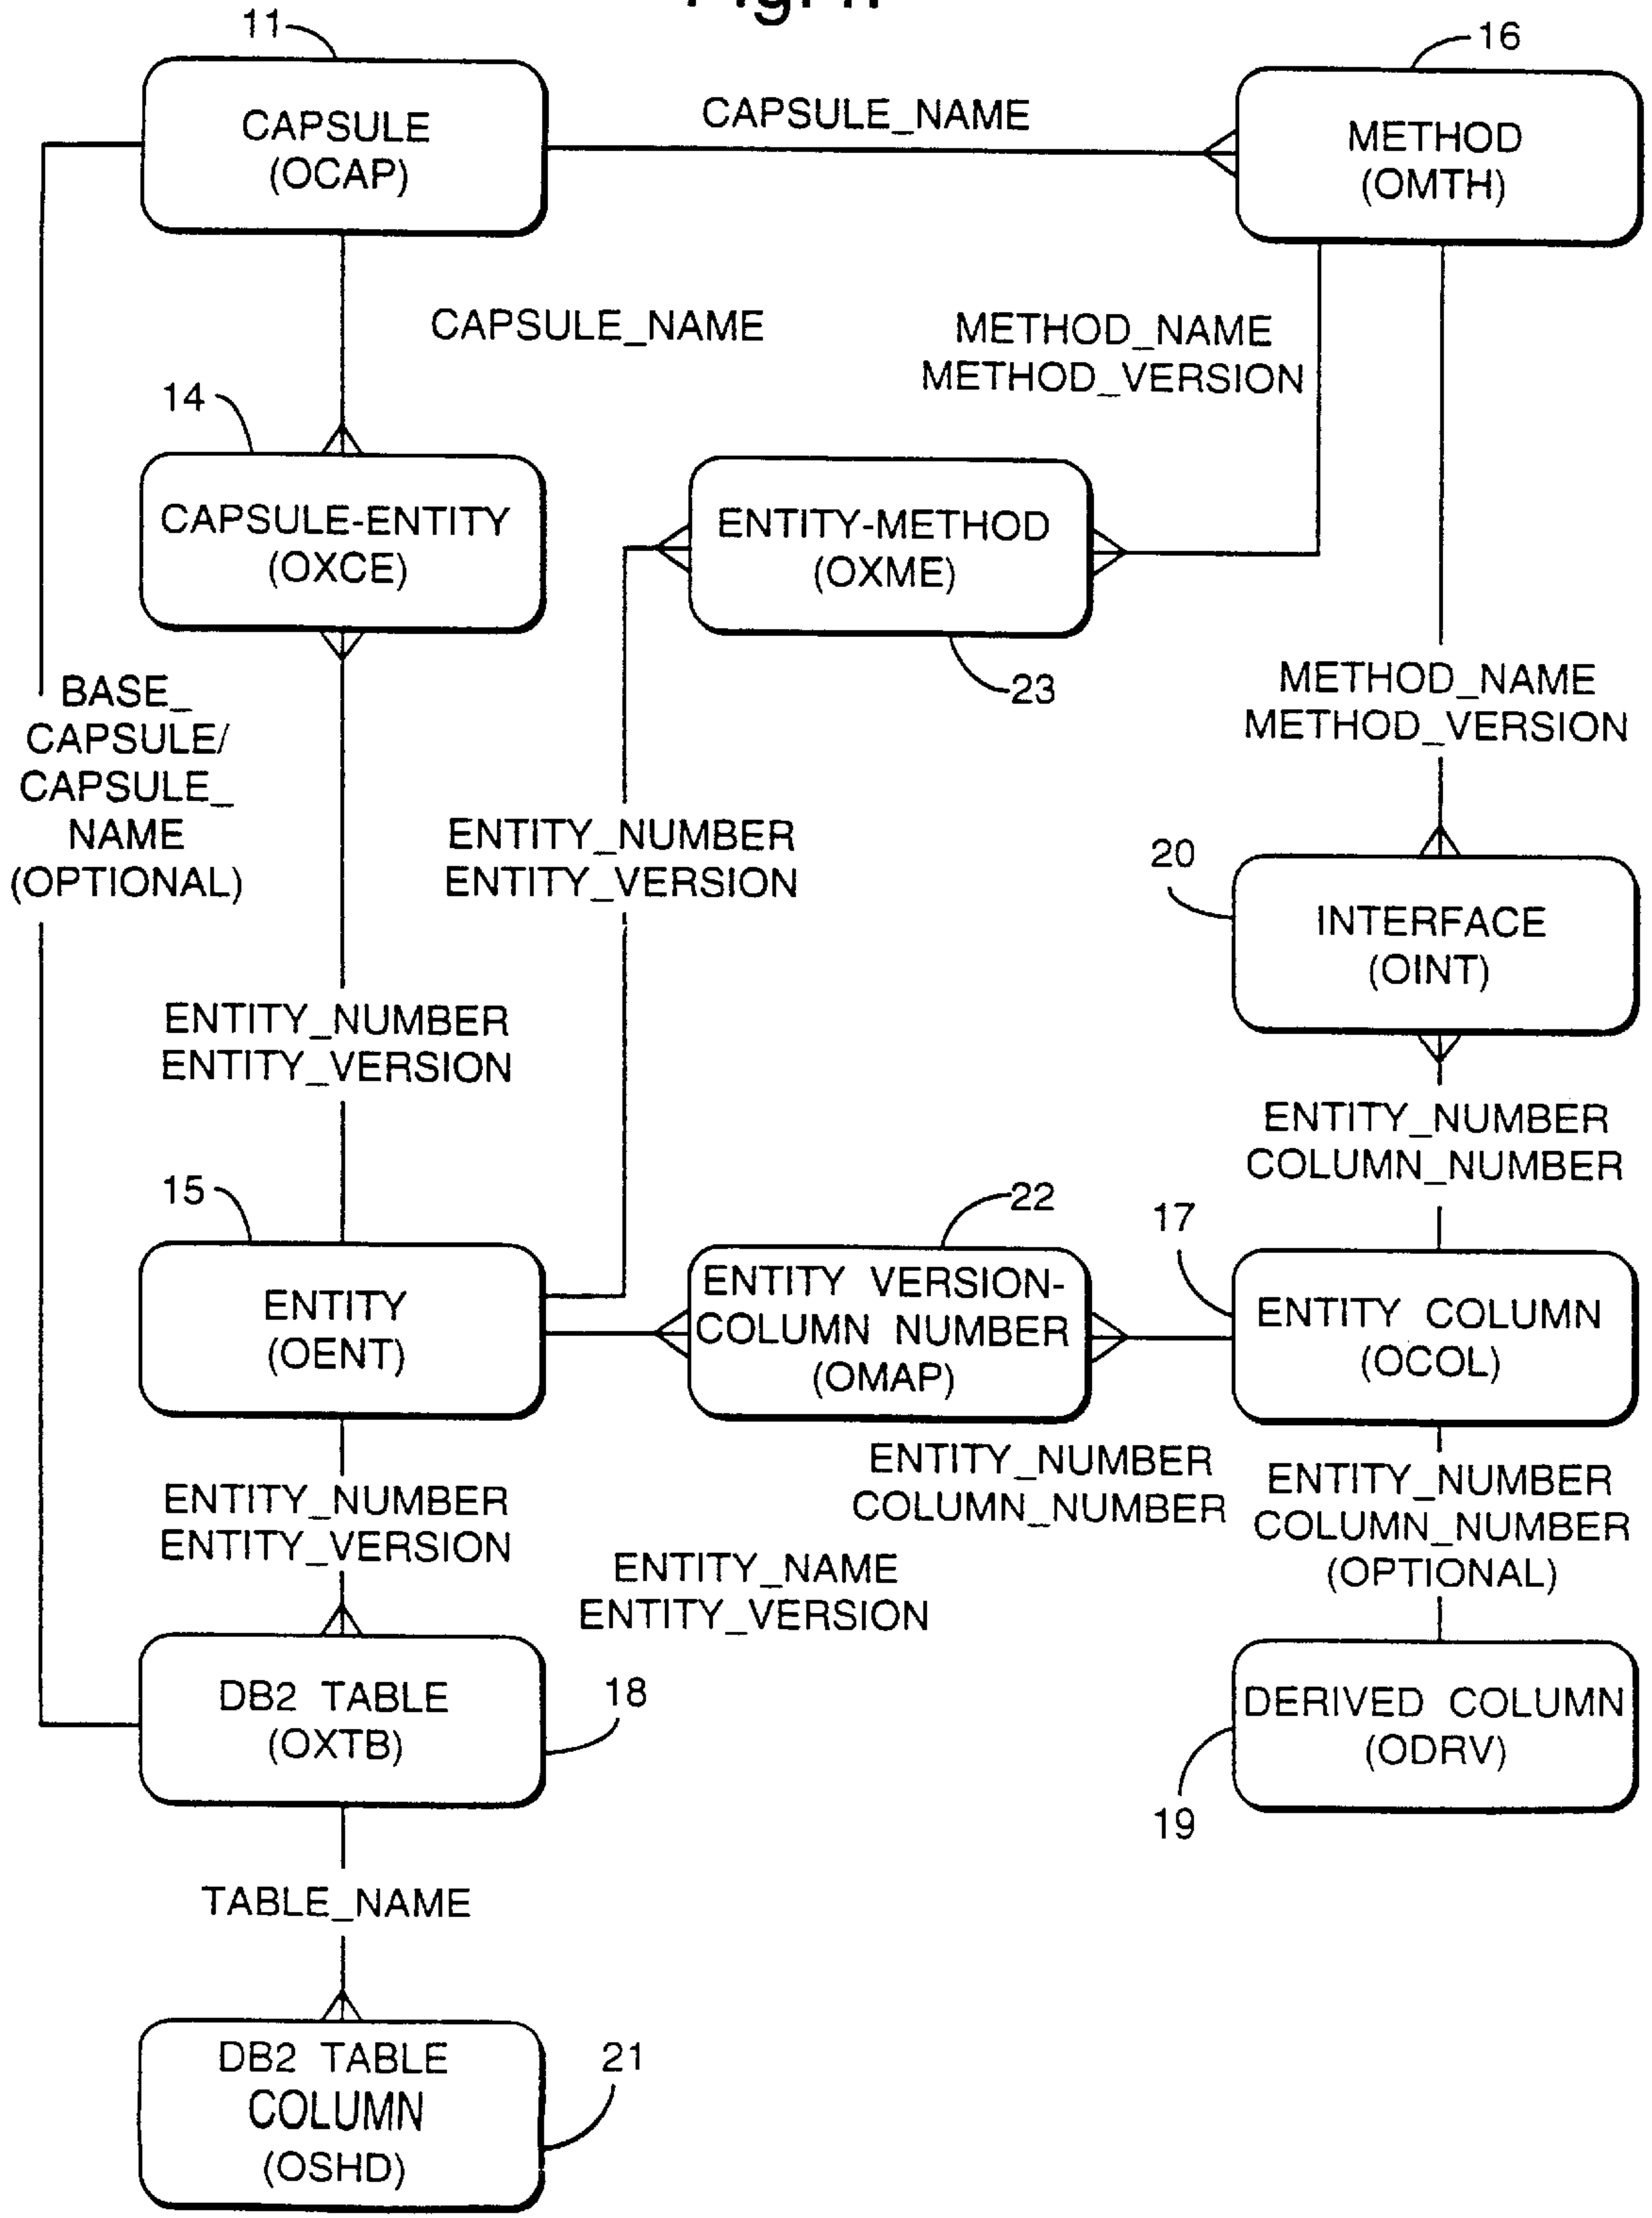 11
16
CAPSULE
(OCAP)
CAPSULE_NAME
METHOD
(OMTH)
CAPSULE_NAME
METHOD_NAME
METHOD_VERSION
14
CAPSULE-ENTITY
(OXCE)
ENTITY-METHOD
(OXME)
23
BASE_
CAPSULE/
CAPSULE_
NAME
(OPTIONAL)
METHOD_NAME
METHOD_VERSION
ENTITY_NUMBER
ENTITY_VERSION
20
INTERFACE
(OINT)
ENTITY_NUMBER
ENTITY_VERSION
ENTITY_NUMBER
COLUMN_NUMBER
15
22
17
ENTITY
(OENT)
ENTITY VERSION-
COLUMN NUMBER
(OMAP)
ENTITY COLUMN
(OCOL)
ENTITY_NUMBER
COLUMN_NUMBER
ENTITY_NUMBER
COLUMN_NUMBER
(OPTIONAL)
ENTITY_NUMBER
ENTITY_VERSION
ENTITY_NAME
ENTITY_VERSION
DB2 TABLE
(OXTB)
18
DERIVED COLUMN
(ODRV)
19
TABLE_NAME
DB2 TABLE
COLUMN
(OSHD)
21